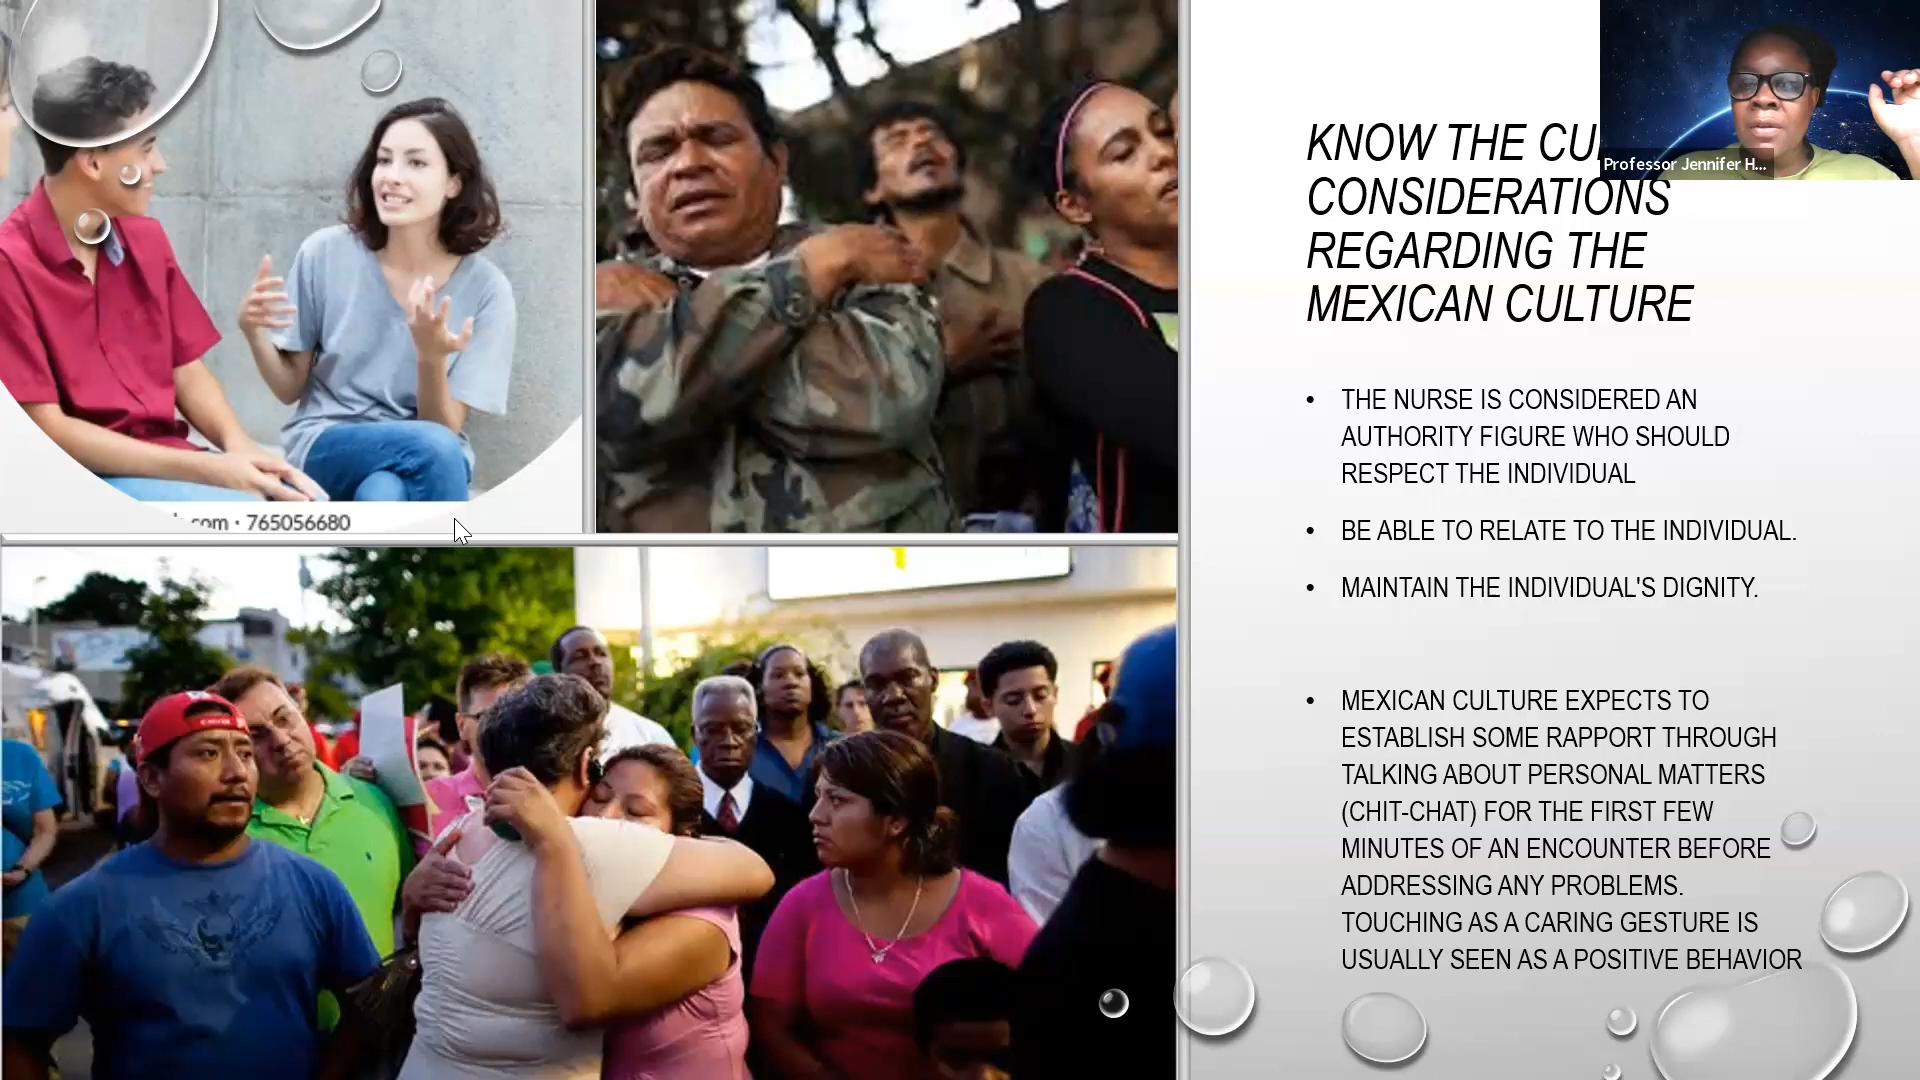 KNOW THE CU
CONSIDERATIONS
REGARDING THE
MEXICAN CULTURE
Professor Jennifer H...
• THE NURSE IS CONSIDERED AN
AUTHORITY FIGURE WHO SHOULD
RESPECT THE INDIVIDUAL
• BE ABLE TO RELATE TO THE INDIVIDUAL.
• MAINTAIN THE INDIVIDUAL'S DIGNITY.
• MEXICAN CULTURE EXPECTS TO
ESTABLISH SOME RAPPORT THROUGH
TALKING ABOUT PERSONAL MATTERS
(CHIT-CHAT) FOR THE FIRST FEW
MINUTES OF AN ENCOUNTER BEFORE
ADDRESSING ANY PROBLEMS.
TOUCHING AS A CARING GESTURE IS
USUALLY SEEN AS A POSITIVE BEHAVIOR
.com · 765056680